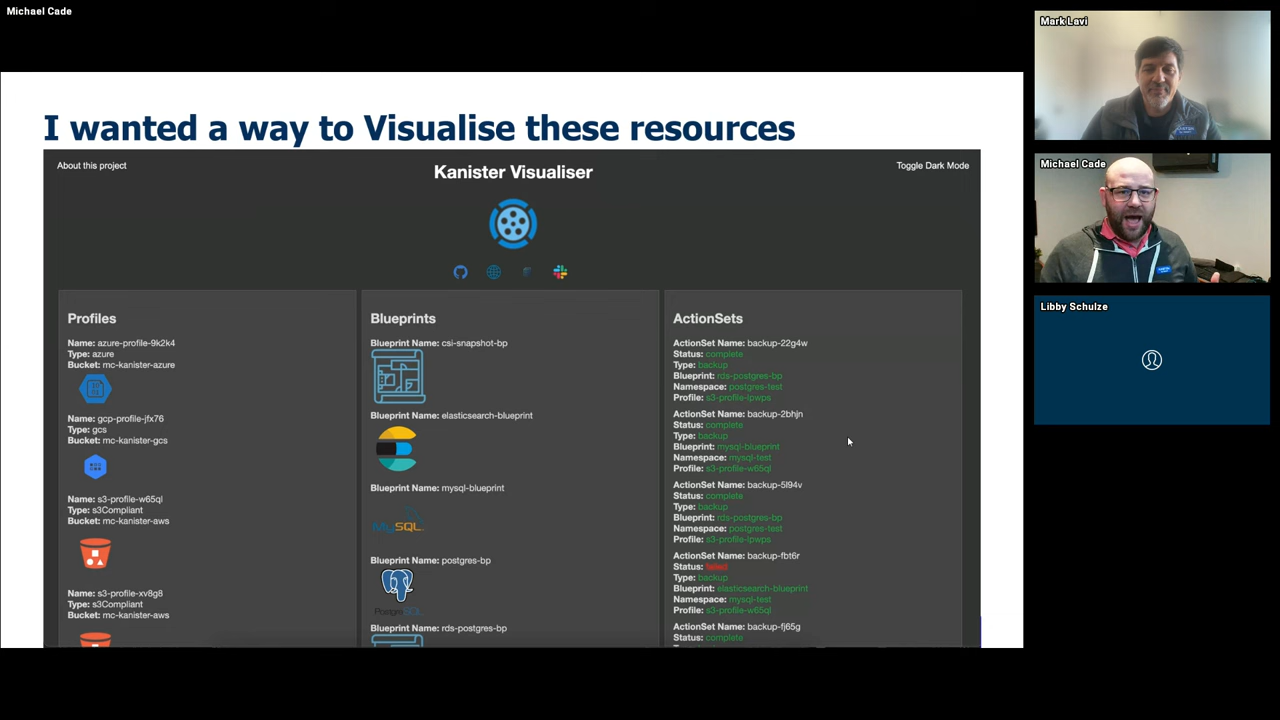 Michael Cade
I wanted a way to Visualise these resources
About this project
Kanister Visualiser
Toggle Dark Mode
Profiles
Name: azure-profile-9k2k4
Type: azure
Bucket: mc-kanister-azure
Name: gcp-profile-jfx76
Type: gcs
Bucket: mc-kanister-gcs
Name: s3-profile-w65ql
Type: s3Compliant
Bucket: mc-kanister-aws
Name: s3-profile-xv8g8
Type: s3Compliant
Bucket: mc-kanister-aws
Blueprints
Blueprint Name: csi-snapshot-bp
Blueprint Name: elasticsearch-blueprint
Blueprint Name: mysql-blueprint
MySQL
Blueprint Name: postgres-bp
PostgreSQL
Blueprint Name: rds-postgres-bp
ActionSets
ActionSet Name: backup-22g4w
Status: complete
Type: backup
Blueprint: rds-postgres-bp
Namespace: postgres-test
Profile: s3-profile-lpwps
ActionSet Name: backup-2bhjn
Status: complete
Type: backup
Blueprint: mysql-blueprint
Namespace: mysql-test
Profile: s3-profile-w65ql
ActionSet Name: backup-5l94v
Status: complete
Type: backup
Blueprint: rds-postgres-bp
Namespace: postgres-test
Profile: s3-profile-lpwps
ActionSet Name: backup-fbt6r
Status: failed
Type: backup
Blueprint: elasticsearch-blueprint
Namespace: mysql-test
Profile: s3-profile-w65ql
ActionSet Name: backup-fj65g
Status: complete
Mark Lavi
Michael Cade
Libby Schulze